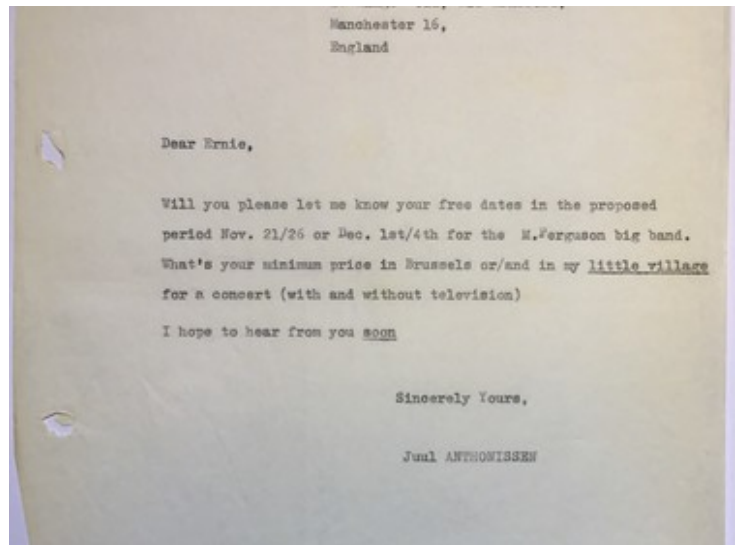 Manchester 16,
England
Dear Ernie,
Will you please let me know your free dates in the proposed
period Nov. 21/26 or Dec. 1st/4th for the M.Ferguson big band.
What's your minimum price in Brussels or/and in my little village
for a concert (with and without television)
I hope to hear from you soon
Sincerely Yours,
Juul ANTHONISSEN